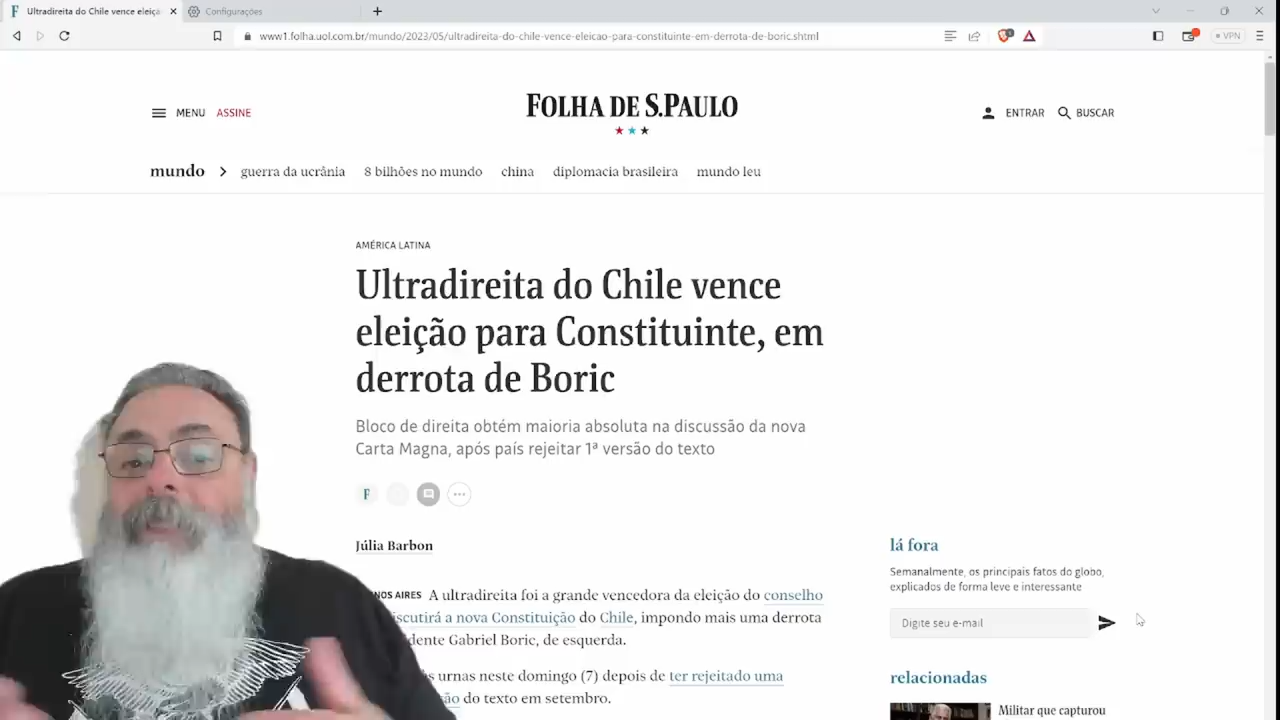 Ultradireita do Chile vence eleiçã
Configurações
www1.folha.uol.com.br/mundo/2023/05/ultradireita-do-chile-vence-eleicao-para-constituinte-em-derrota-de-boric.shtml
VPN
MENU ASSINE
FOLHA DE S.PAULO
ENTRAR BUSCAR
mundo > guerra da ucrânia 8 bilhões no mundo china diplomacia brasileira mundo leu
AMÉRICA LATINA
Ultradireita do Chile vence
eleição para Constituinte, em
derrota de Boric
Bloco de direita obtém maioria absoluta na discussão da nova
Carta Magna, após país rejeitar 1ª versão do texto
F
Júlia Barbon
NOS AIRES A ultradireita foi a grande vencedora da eleição do conselho
iscutirá a nova Constituição do Chile, impondo mais uma derrota
idente Gabriel Boric, de esquerda.
s urnas neste domingo (7) depois de ter rejeitado uma
ão do texto em setembro.
lá fora
Semanalmente, os principais fatos do globo,
explicados de forma leve e interessante
Digite seu e-mail
relacionadas
Militar que capturou